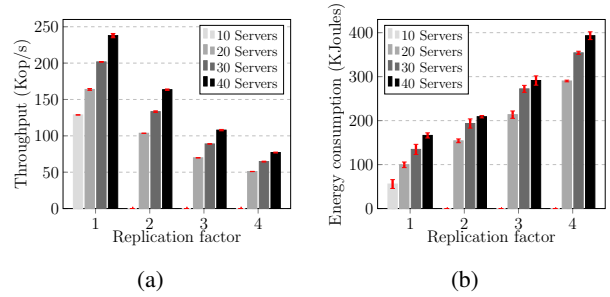 Throughput (Kop/s)
250
200
150
100
50
0
10 Servers
20 Servers
30 Servers
40 Servers
1 2 3 4
Replication factor
(a)
Energy consumption (KJoules)
400
300
200
100
0
10 Servers
20 Servers
30 Servers
40 Servers
1 2 3 4
Replication factor
(b)